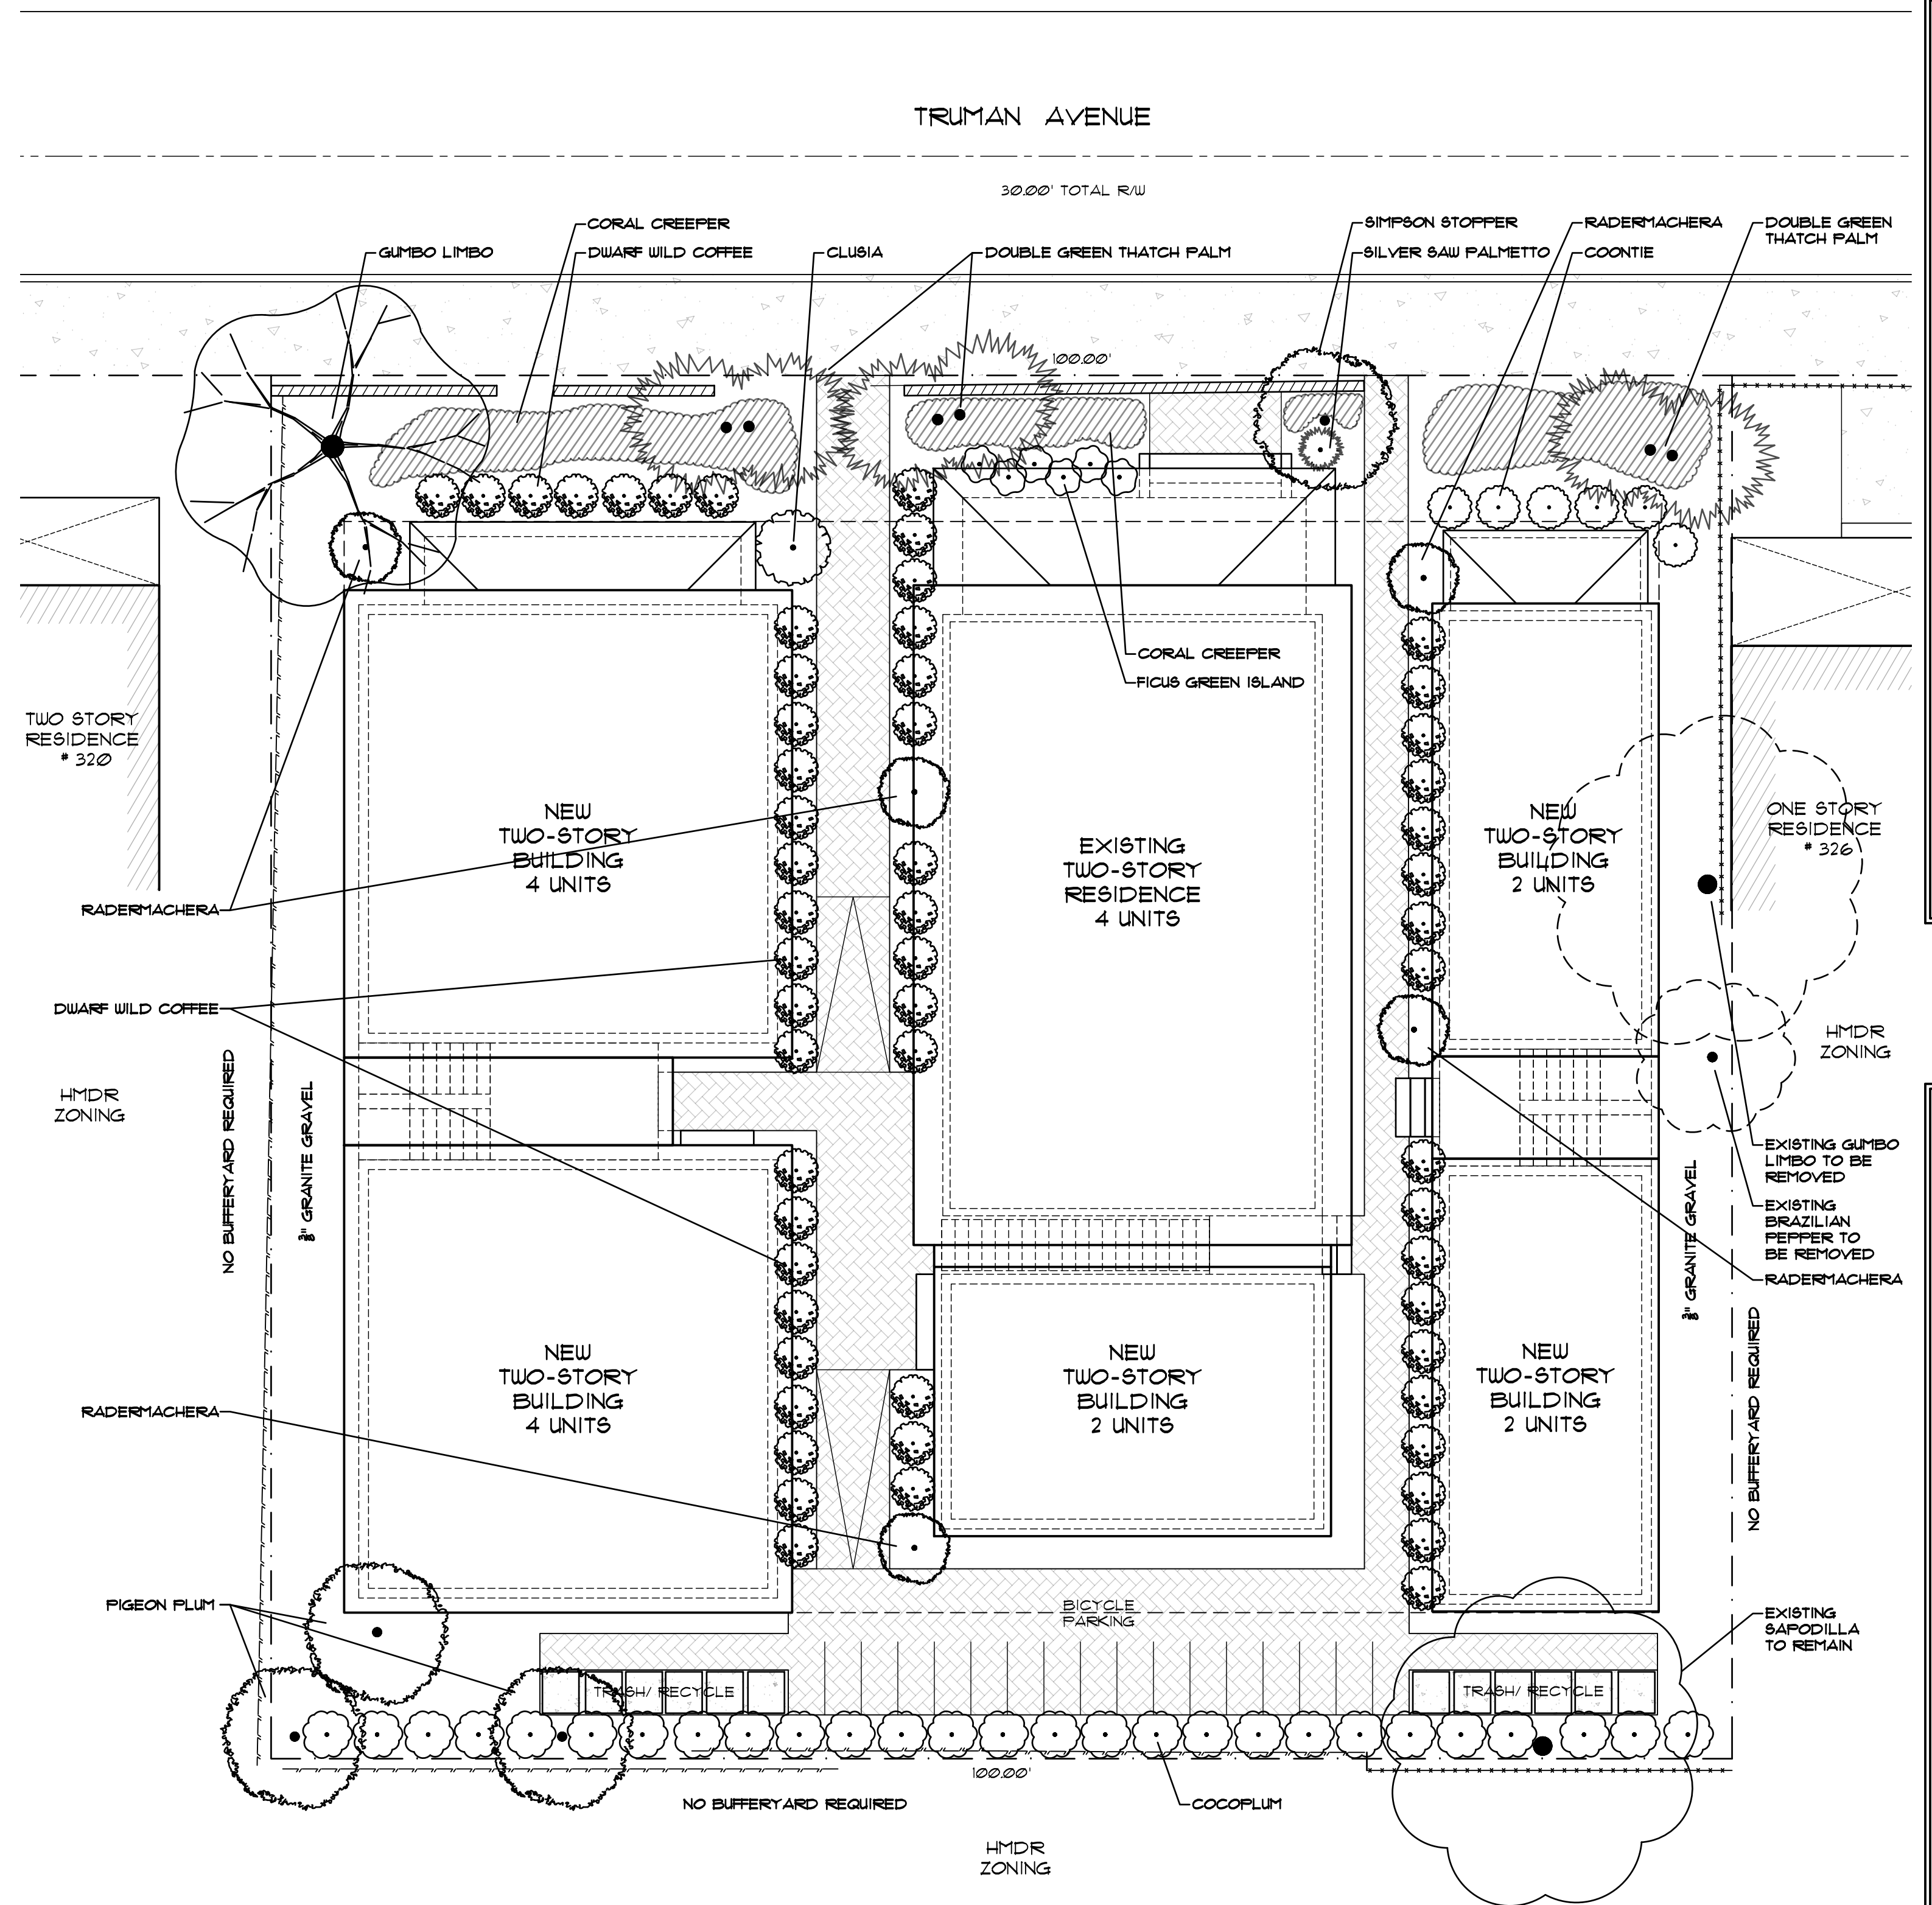 TRUMAN AVENUE
30.00' TOTAL R/W
CORAL CREEPER
SIMPSON STOPPER
RADERMACHERA
DOUBLE GREEN
THATCH PALM
GUMBO LIMBO
DWARF WILD COFFEE
CLUSIA
DOUBLE GREEN THATCH PALM
SILVER SAW PALMETTO
COONTIE
100.00'
CORAL CREEPER
FICUS GREEN ISLAND
TWO STORY
RESIDENCE
# 320
NEW
TWO-STORY
BUILDING
4 UNITS
EXISTING
TWO-STORY
RESIDENCE
4 UNITS
NEW
TWO-STORY
BUILDING
2 UNITS
ONE STORY
RESIDENCE
# 326
RADERMACHERA
DWARF WILD COFFEE
HMDR
ZONING
NO BUFFERYARD REQUIRED
3/8" GRANITE GRAVEL
HMDR
ZONING
EXISTING GUMBO
LIMBO TO BE
REMOVED
EXISTING
BRAZILIAN
PEPPER TO
BE REMOVED
RADERMACHERA
3/8" GRANITE GRAVEL
NO BUFFERYARD REQUIRED
NEW
TWO-STORY
BUILDING
4 UNITS
NEW
TWO-STORY
BUILDING
2 UNITS
NEW
TWO-STORY
BUILDING
2 UNITS
RADERMACHERA
PIGEON PLUM
BICYCLE
PARKING
EXISTING
SAPODILLA
TO REMAIN
TRASH/ RECYCLE
TRASH/ RECYCLE
100.00'
NO BUFFERYARD REQUIRED
COCOPLUM
HMDR
ZONING